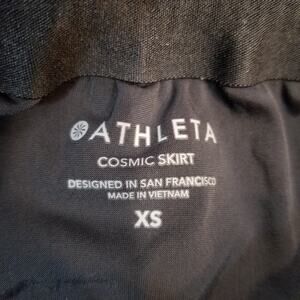 ATHLETA
COSMIC SKIRT
DESIGNED IN SAN FRANCISCO
MADE IN VIETNAM
XS